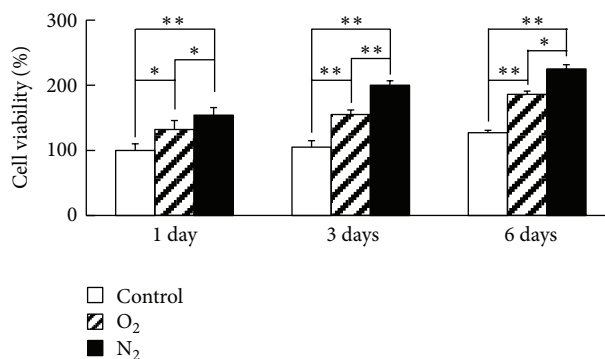 300
200
100
0
Cell viability (%)
** ** **
* * ** ** ** *
1 day 3 days 6 days
Control
O₂
N₂